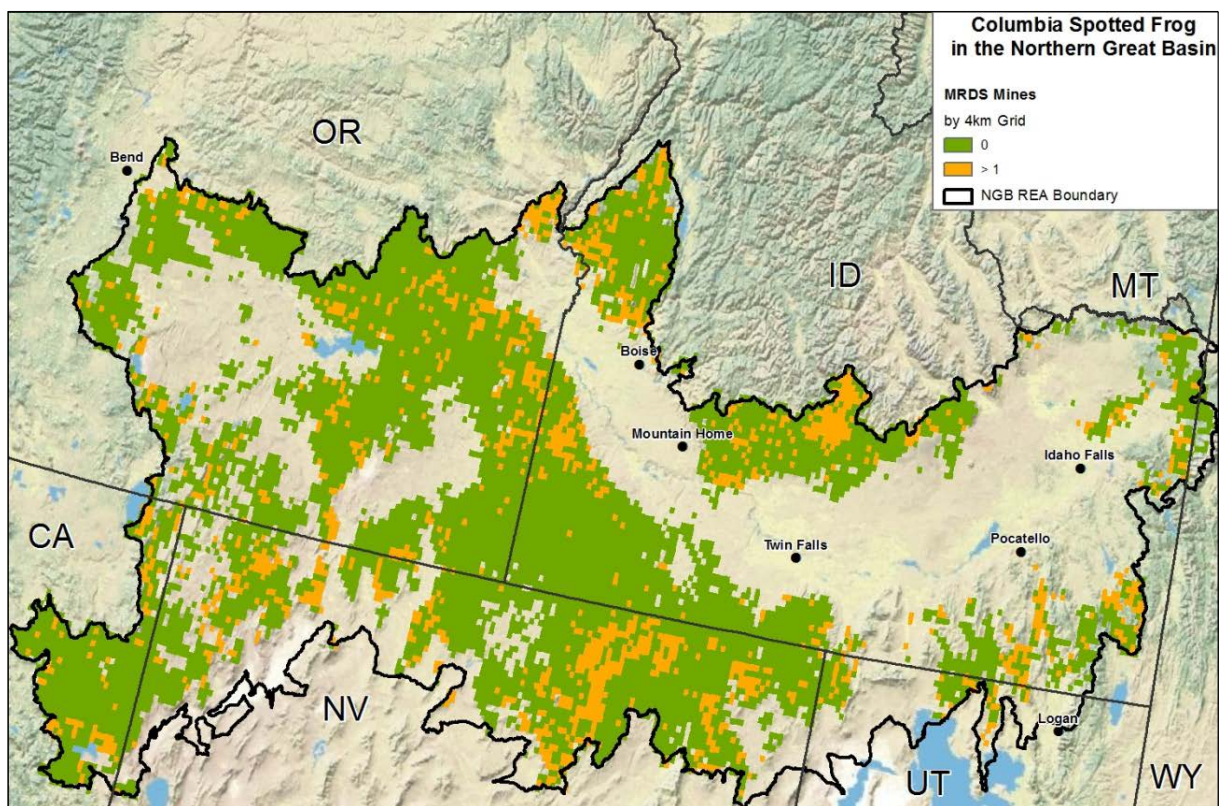 Columbia Spotted Frog
in the Northern Great Basin
MRDS Mines
by 4km Grid
0
> 1
NGB REA Boundary
OR
Bend
ID
MT
Boise
Mountain Home
Idaho Falls
CA
Twin Falls
Pocatello
NV
Logan
UT
WY